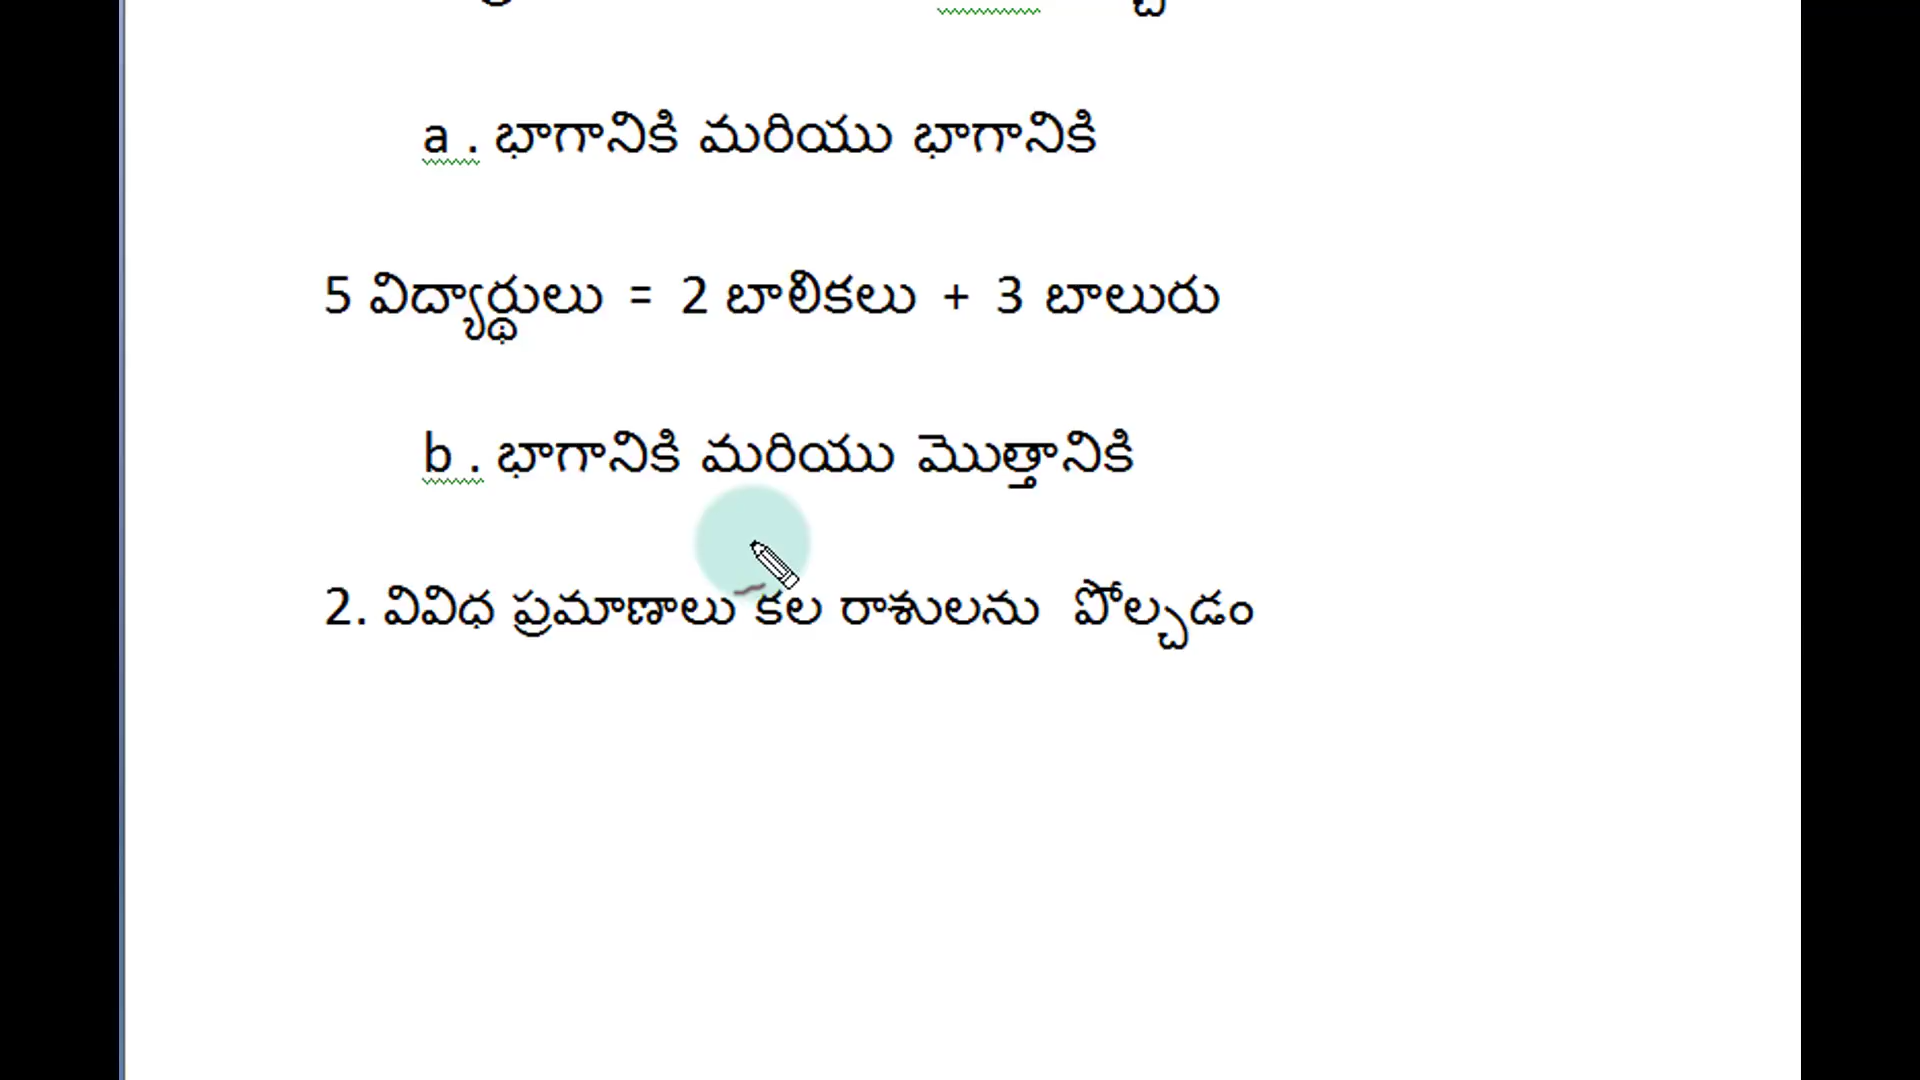 a . భాగానికి మరియు భాగానికి
5 విద్యార్థులు = 2 బాలికలు + 3 బాలురు
b . భాగానికి మరియు మొత్తానికి
2. వివిధ ప్రమాణాలు కల రాశులను పోల్చడం